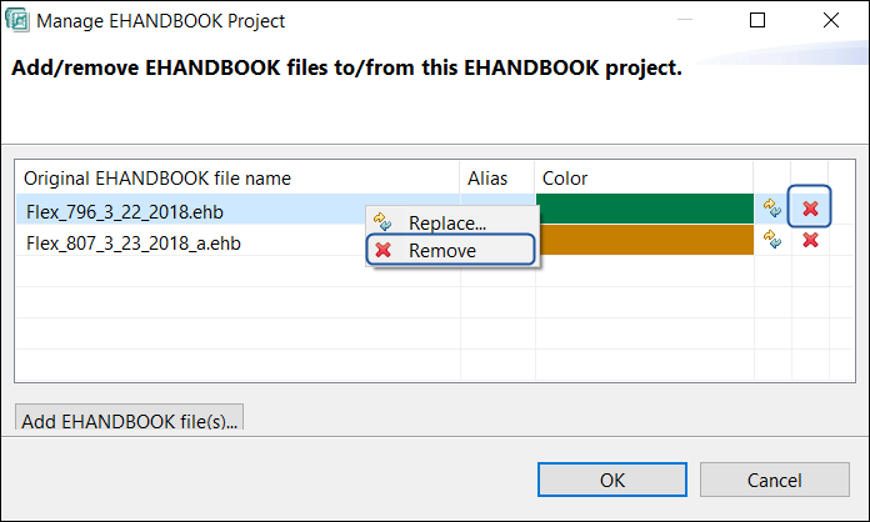 Manage EHANDBOOK Project
Add/remove EHANDBOOK files to/from this EHANDBOOK project.
Original EHANDBOOK file name Alias Color
Flex_796_3_22_2018.ehb
Replace...
Flex_807_3_23_2018_a.ehb
Remove
Add EHANDBOOK file(s)...
OK Cancel